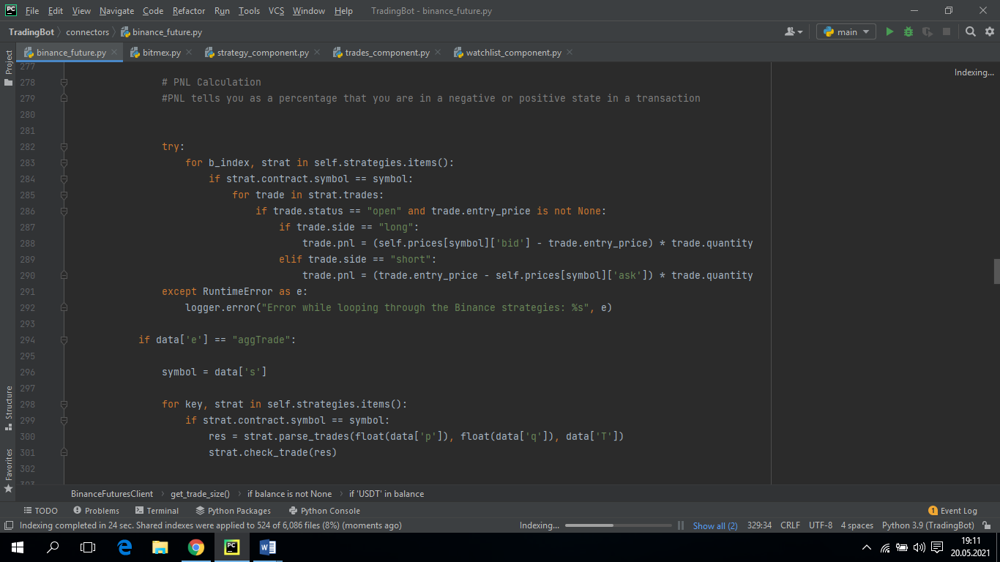 PC File Edit View Navigate Code Refactor Run Tools VCS Window Help TradingBot - binance_future.py
TradingBot connectors binance_future.py main
binance_future.py bitmex.py strategy_component.py trades_component.py watchlist_component.py
Project
Indexing...
277
278 # PNL Calculation
279 #PNL tells you as a percentage that you are in a negative or positive state in a transaction
280
281
282 try:
283 for b_index, strat in self.strategies.items():
284 if strat.contract.symbol == symbol:
285 for trade in strat.trades:
286 if trade.status == "open" and trade.entry_price is not None:
287 if trade.side == "long":
288 trade.pnl = (self.prices[symbol]['bid'] - trade.entry_price) * trade.quantity
289 elif trade.side == "short":
290 trade.pnl = (trade.entry_price - self.prices[symbol]['ask']) * trade.quantity
291 except RuntimeError as e:
292 logger.error("Error while looping through the Binance strategies: %s", e)
293
294 if data['e'] == "aggTrade":
295
296 symbol = data['s']
297
298 for key, strat in self.strategies.items():
299 if strat.contract.symbol == symbol:
300 res = strat.parse_trades(float(data['p']), float(data['q']), data['T'])
301 strat.check_trade(res)
302
303
Structure
Favorites
BinanceFuturesClient get_trade_size() if balance is not None if 'USDT' in balance
TODO Problems Terminal Python Packages Python Console 1 Event Log
Indexing completed in 24 sec. Shared indexes were applied to 524 of 6,086 files (8%) (moments ago) Indexing... Show all (2) 329:34 CRLF UTF-8 4 spaces Python 3.9 (TradingBot)
PC W 19:11
20.05.2021